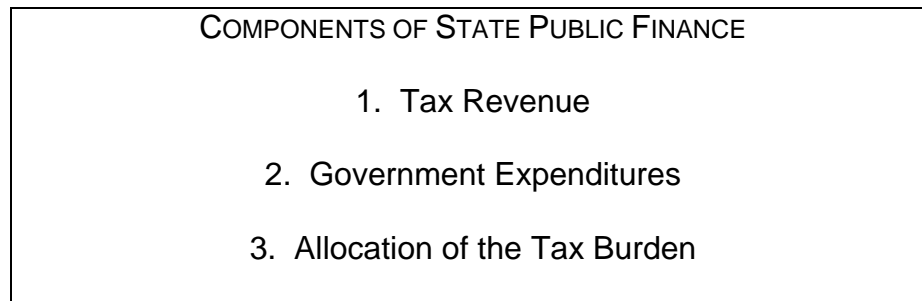 COMPONENTS OF STATE PUBLIC FINANCE
1. Tax Revenue
2. Government Expenditures
3. Allocation of the Tax Burden